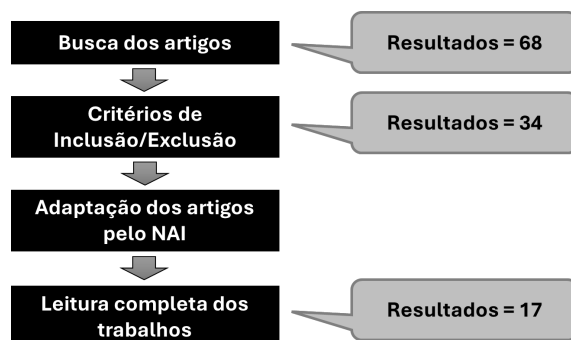 Busca dos artigos
Resultados = 68
Critérios de
Inclusão/Exclusão
Resultados = 34
Adaptação dos artigos
pelo NAI
Leitura completa dos
trabalhos
Resultados = 17